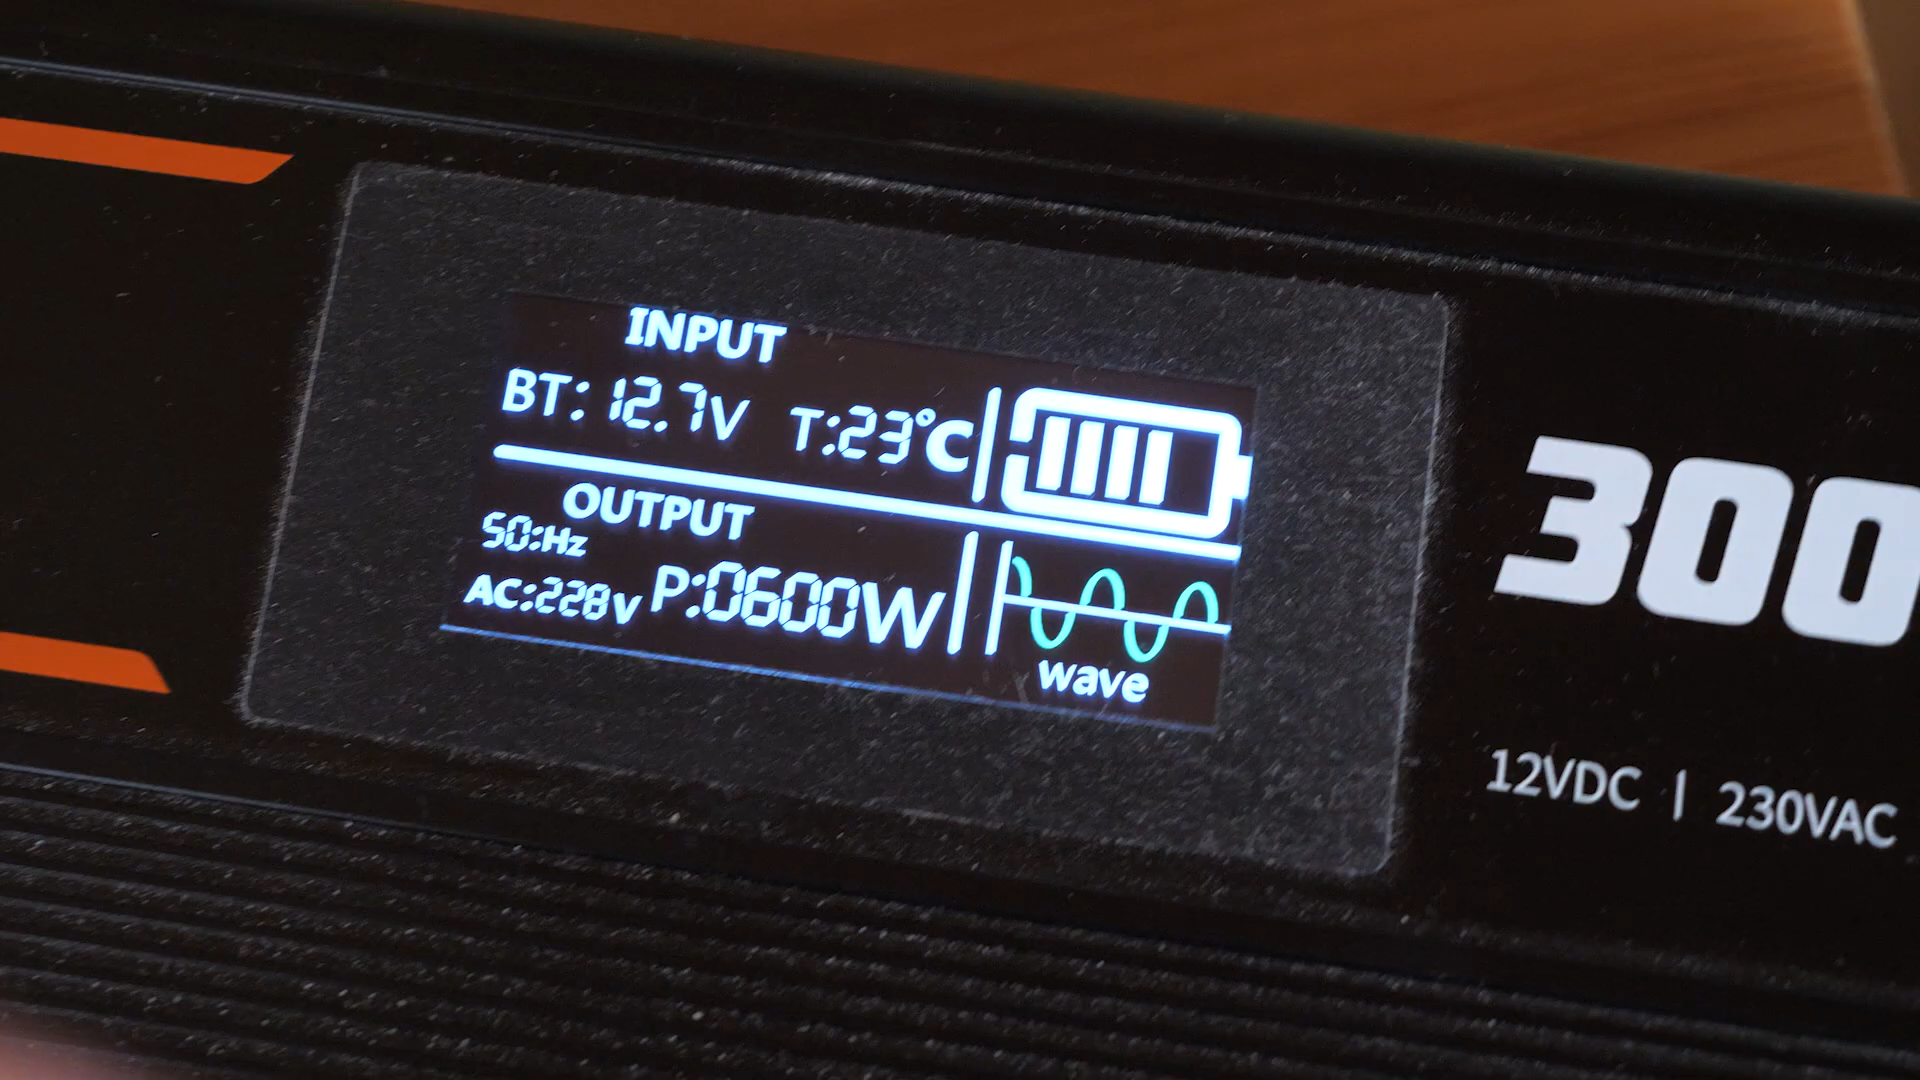 INPUT
BT: 12.7V T:23°C
OUTPUT
50:Hz
AC:228V P:0600W
wave
300
12VDC | 230VAC